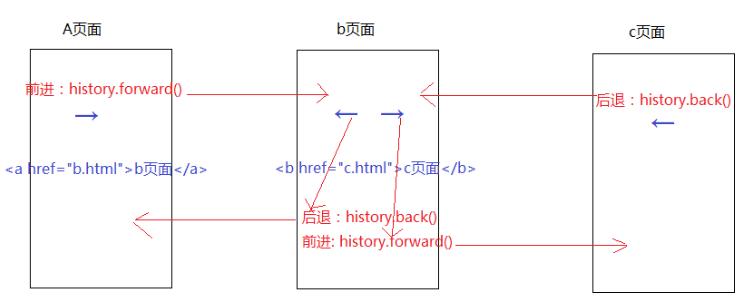 A页面
b页面
c页面
前进：history.forward()
后退：history.back()
<a href="b.html">b页面</a>
<b href="c.html">c页面</b>
后退：history.back()
前进: history.forward()